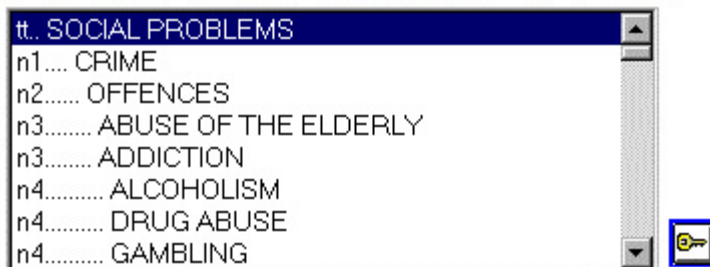 tt.. SOCIAL PROBLEMS
n1.... CRIME
n2...... OFFENCES
n3........ ABUSE OF THE ELDERLY
n3........ ADDICTION
n4.......... ALCOHOLISM
n4.......... DRUG ABUSE
n4.......... GAMBLING